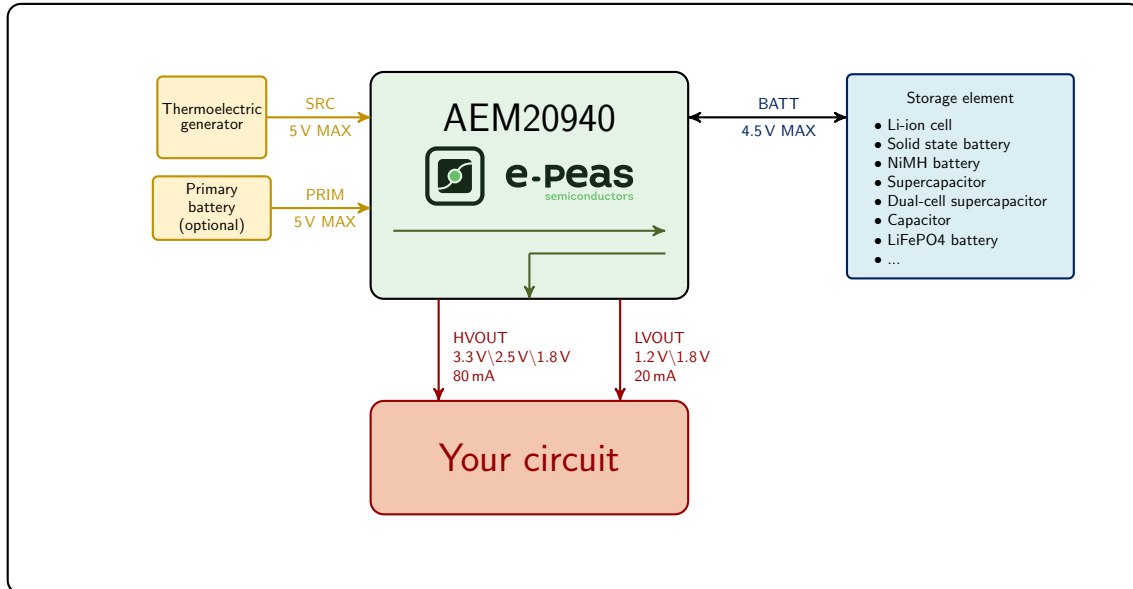 Thermoelectric
generator
SRC
5 V MAX
Primary
battery
(optional)
PRIM
5 V MAX
AEM20940
e-peas
semiconductors
BATT
4.5 V MAX
Storage element
• Li-ion cell
• Solid state battery
• NiMH battery
• Supercapacitor
• Dual-cell supercapacitor
• Capacitor
• LiFePO4 battery
• ...
HVOUT
3.3 V\2.5 V\1.8 V
80 mA
LVOUT
1.2 V\1.8 V
20 mA
Your circuit